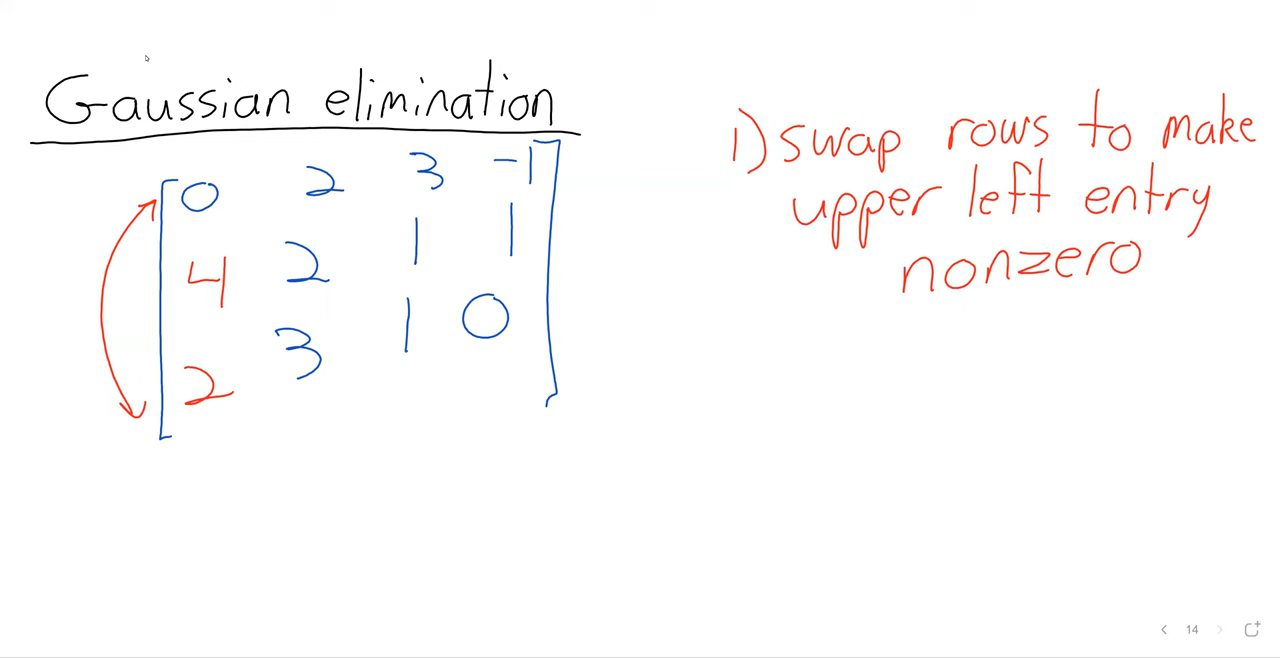 Gaussian elimination
0 2 3 -1
4 2 1 1
2 3 1 0
1) swap rows to make
upper left entry
nonzero
14